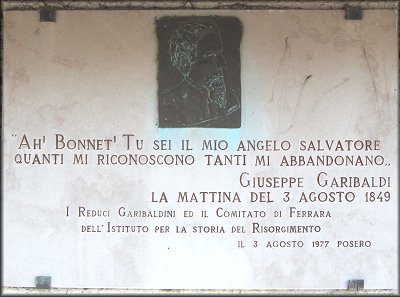 "Ah! Bonnet! Tu sei il mio angelo salvatore
quanti mi riconoscono tanti mi abbandonano..
Giuseppe Garibaldi
la mattina del 3 agosto 1849
I Reduci Garibaldini ed il Comitato di Ferrara
dell'Istituto per la storia del Risorgimento
il 3 agosto 1977 posero